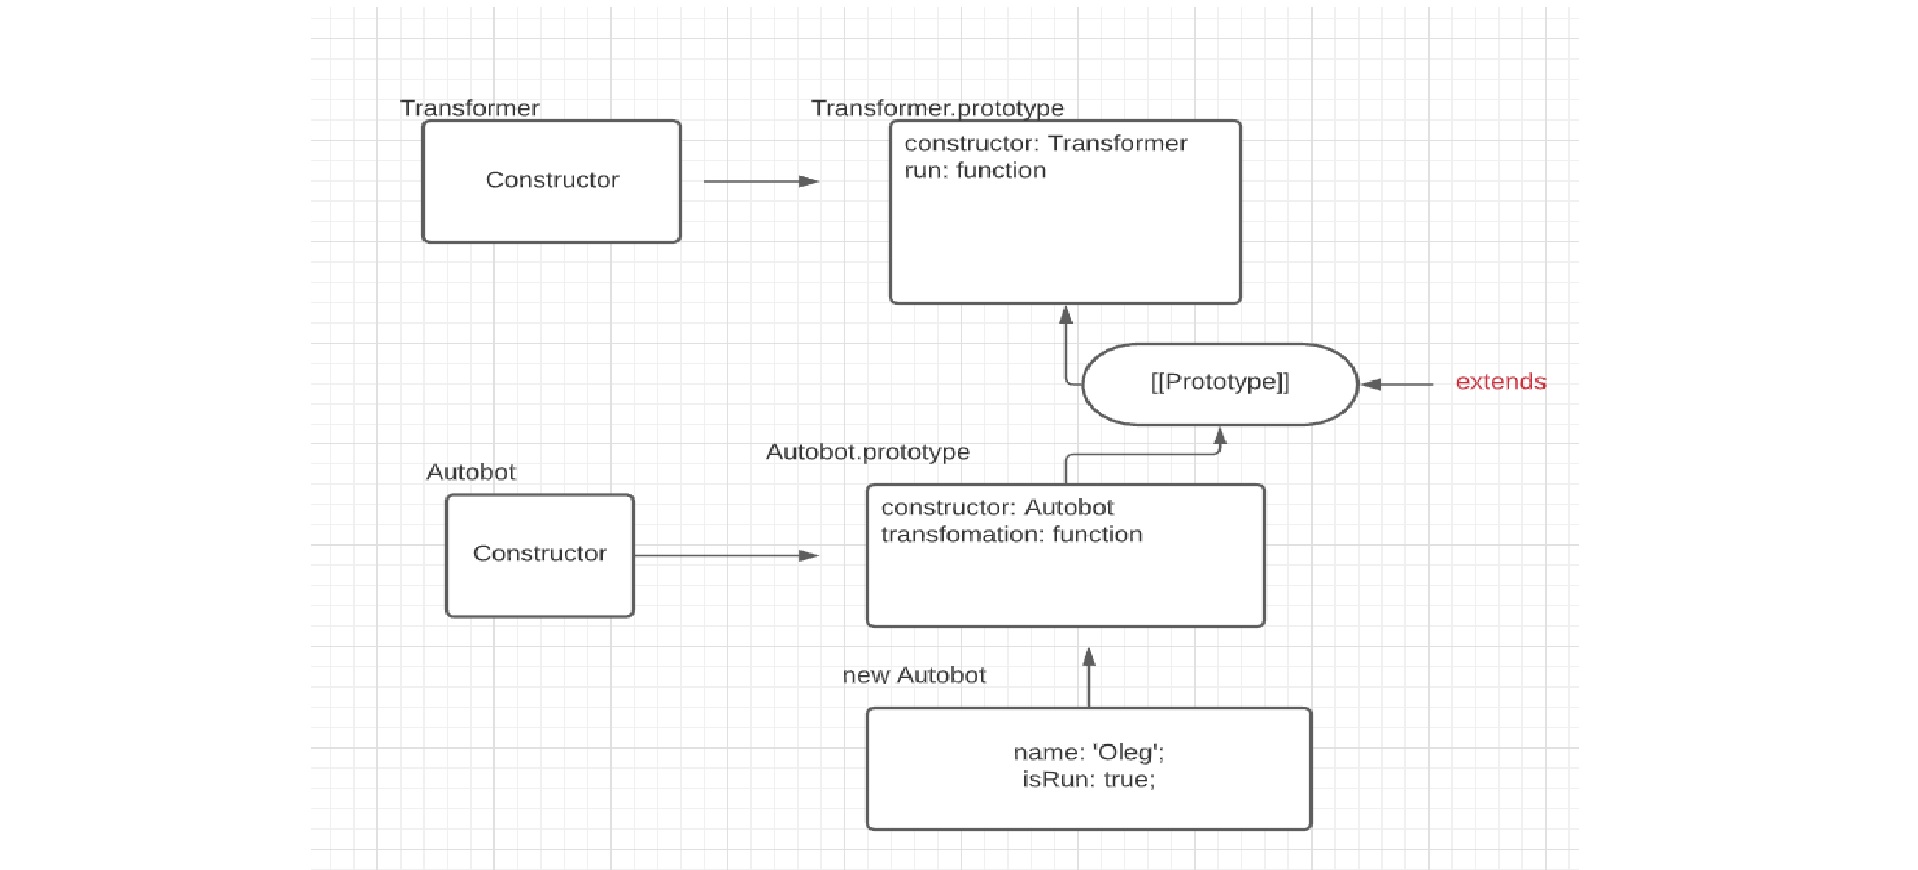 Transformer
Constructor
Transformer.prototype
constructor: Transformer
run: function
[[Prototype]]
extends
Autobot
Constructor
Autobot.prototype
constructor: Autobot
transfomation: function
new Autobot
name: 'Oleg';
isRun: true;